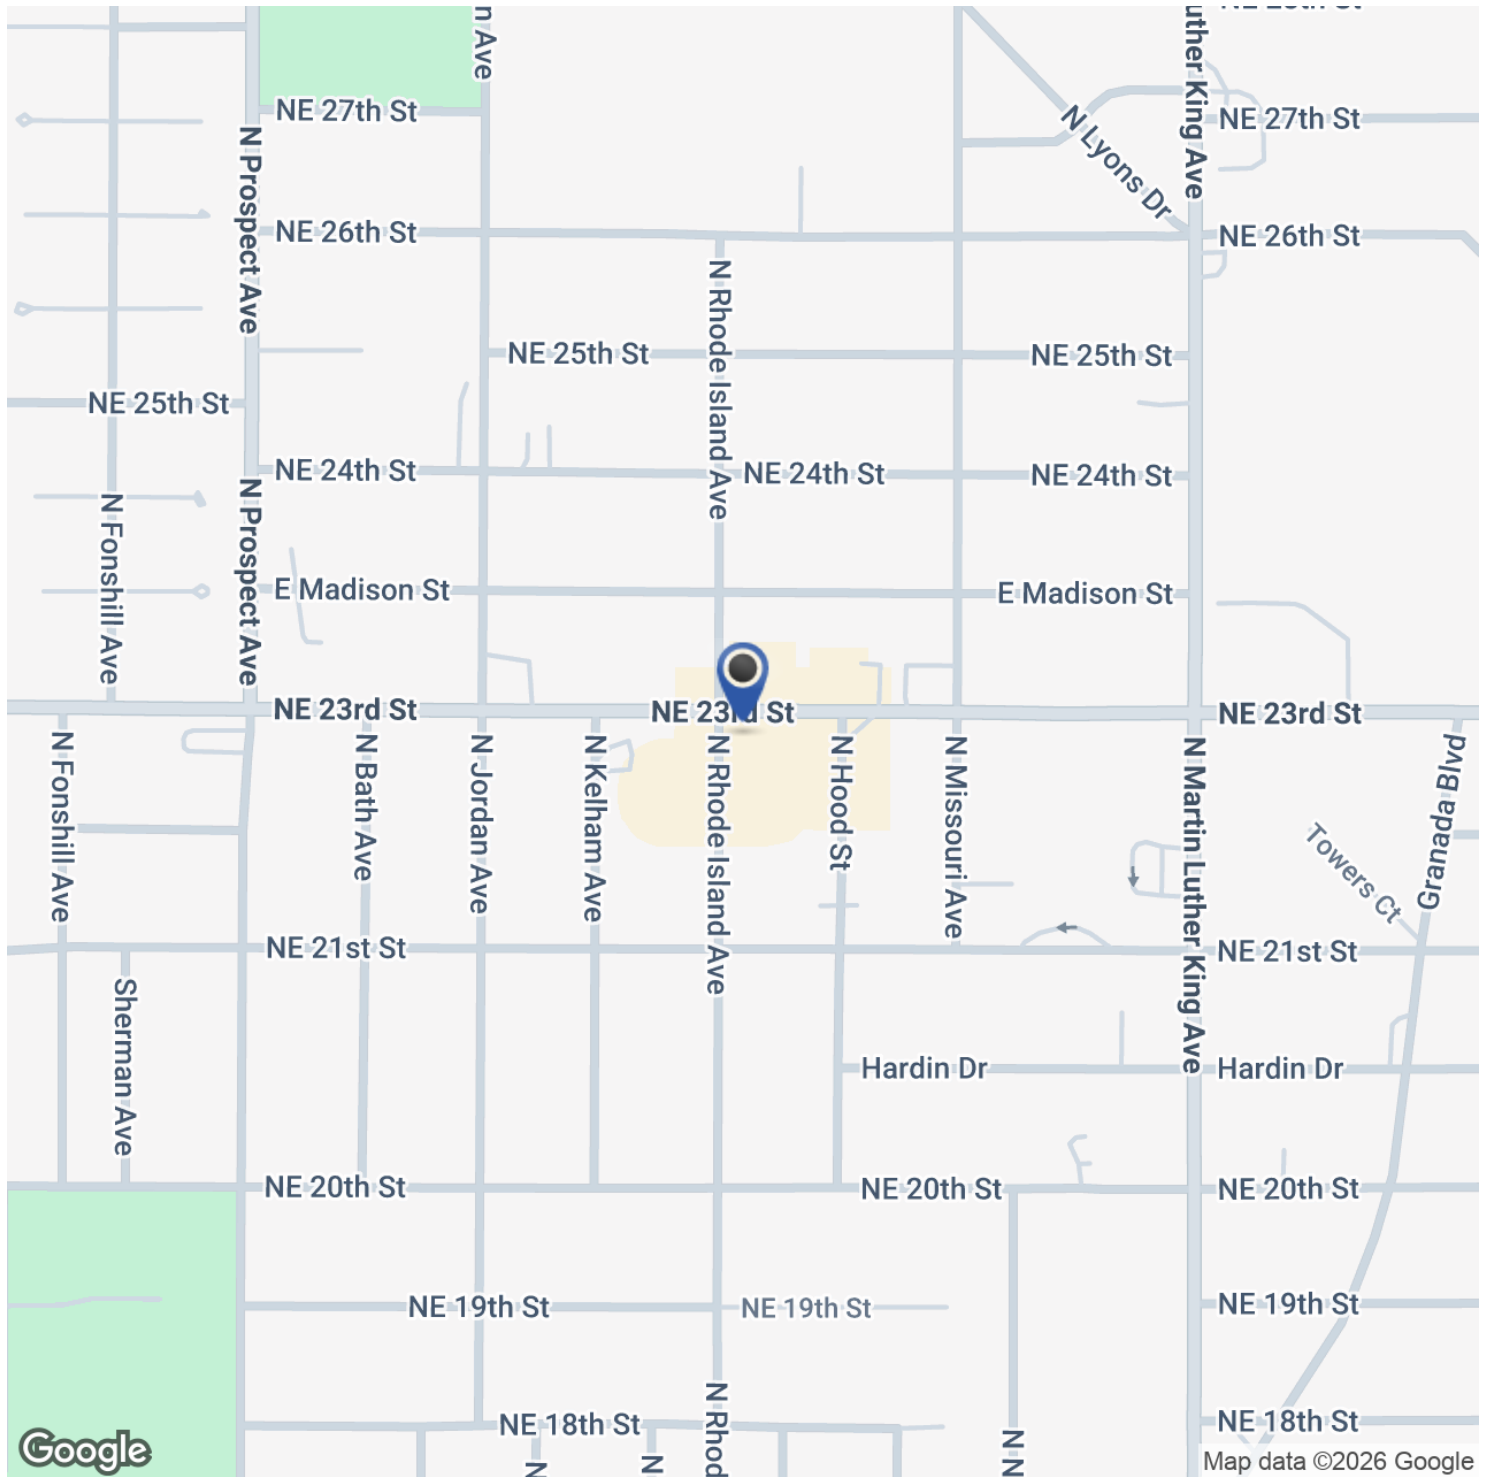 n Ave
uther King Ave
NE 27th St
NE 27th St
N Lyons Dr
N Prospect Ave
NE 26th St
NE 26th St
N Rhode Island Ave
NE 25th St
NE 25th St
NE 25th St
NE 24th St
NE 24th St
NE 24th St
N Fonshill Ave
N Prospect Ave
E Madison St
E Madison St
NE 23rd St
NE 23rd St
NE 23rd St
N Fonshill Ave
N Bath Ave
N Jordan Ave
N Kelham Ave
N Rhode Island Ave
N Hood St
N Missouri Ave
N Martin Luther King Ave
Granapa Blvd
Towers Ct
NE 21st St
NE 21st St
Sherman Ave
Hardin Dr
Hardin Dr
NE 20th St
NE 20th St
NE 20th St
NE 19th St
NE 19th St
NE 19th St
N Rhod
NE 18th St
NE 18th St
N
N
N N
Google
Map data ©2026 Google